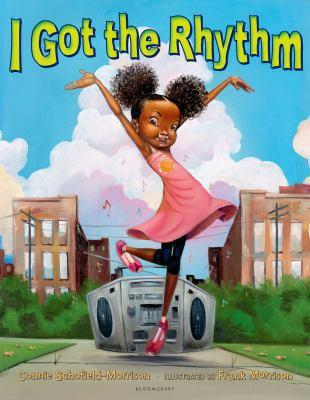 I Got the Rhythm
Connie Schofield-Morrison · ILLUSTRATED BY Frank Morrison
BLOOMSBURY